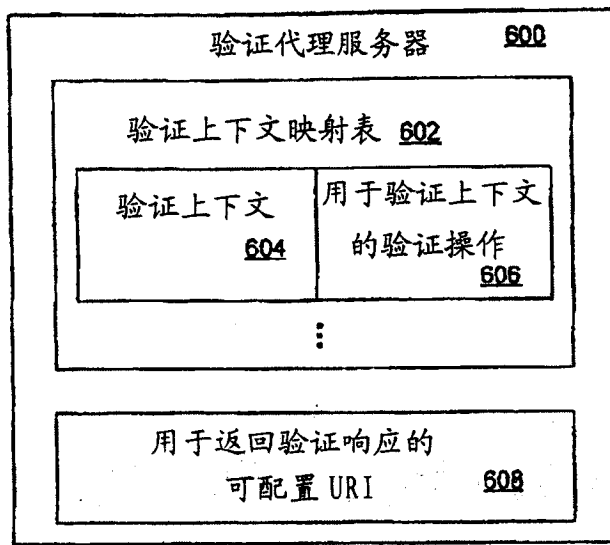 验证代理服务器 600
验证上下文映射表 602
验证上下文
604
用于验证上下文
的验证操作
606
⋮
用于返回验证响应的
可配置 URI 608